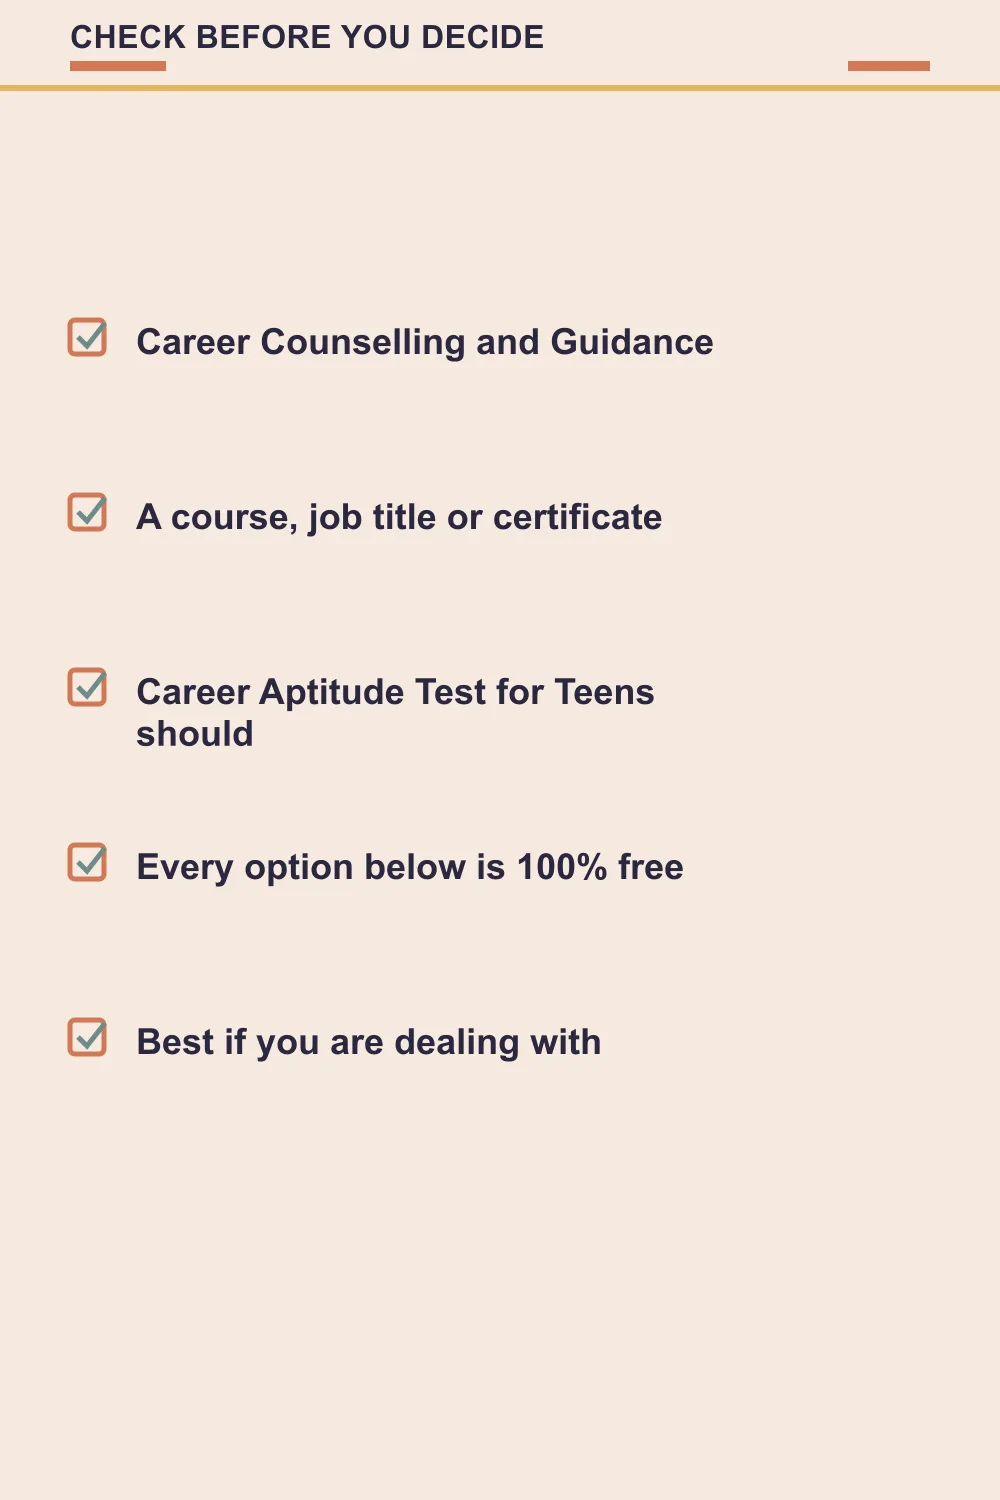 CHECK BEFORE YOU DECIDE
Career Counselling and Guidance
A course, job title or certificate
Career Aptitude Test for Teens
should
Every option below is 100% free
Best if you are dealing with